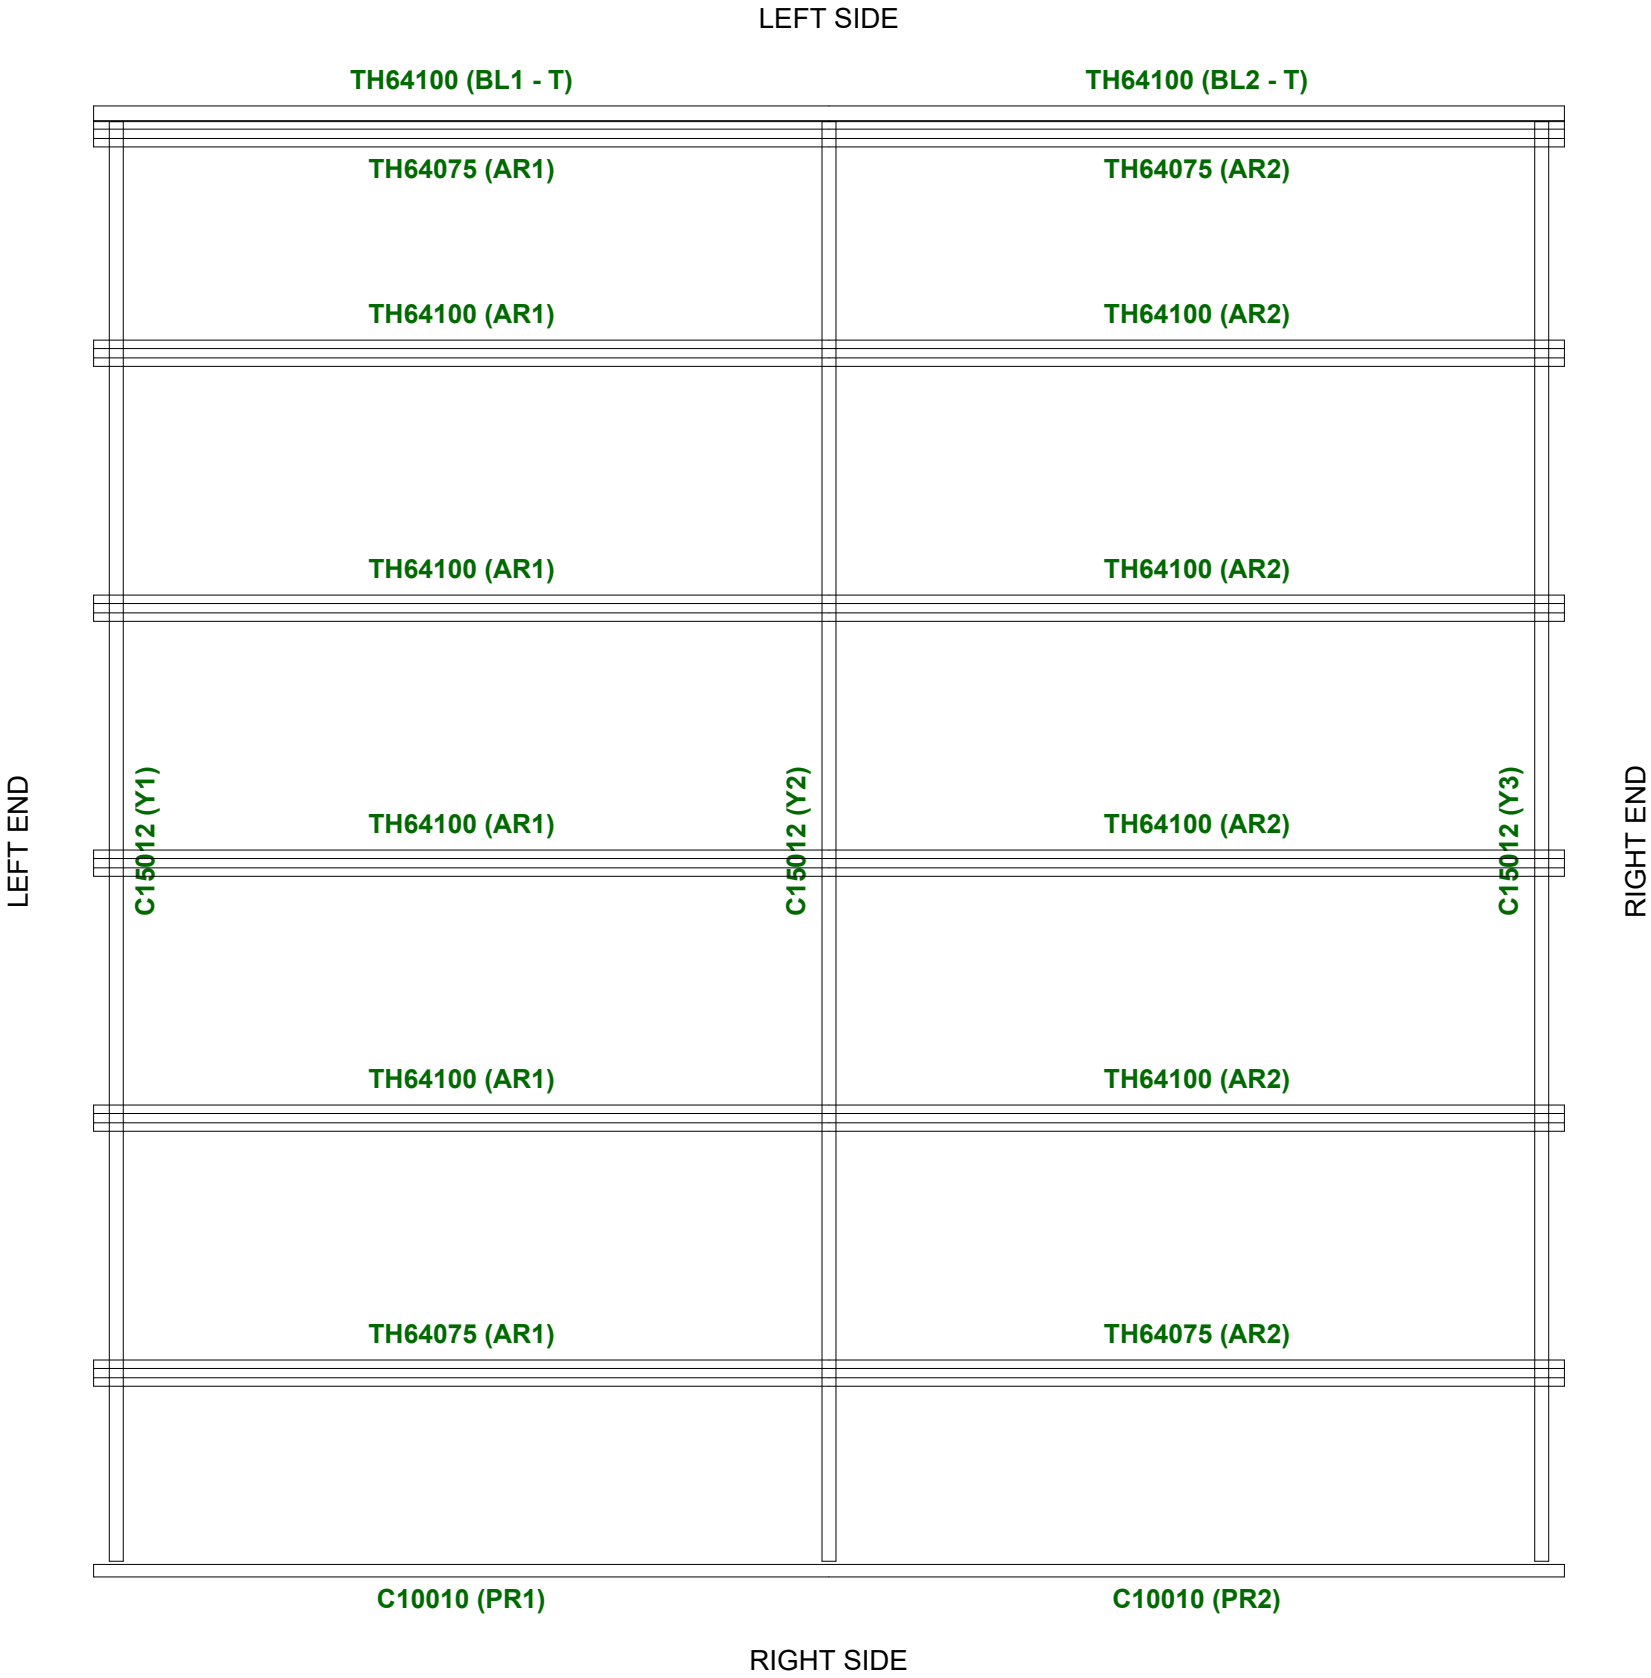 LEFT SIDE
TH64100 (BL1 - T)
TH64100 (BL2 - T)
TH64075 (AR1)
TH64075 (AR2)
TH64100 (AR1)
TH64100 (AR2)
TH64100 (AR1)
TH64100 (AR2)
LEFT END
C15012 (Y1)
TH64100 (AR1)
C15012 (Y2)
TH64100 (AR2)
C15012 (Y3)
RIGHT END
TH64100 (AR1)
TH64100 (AR2)
TH64075 (AR1)
TH64075 (AR2)
C10010 (PR1)
C10010 (PR2)
RIGHT SIDE